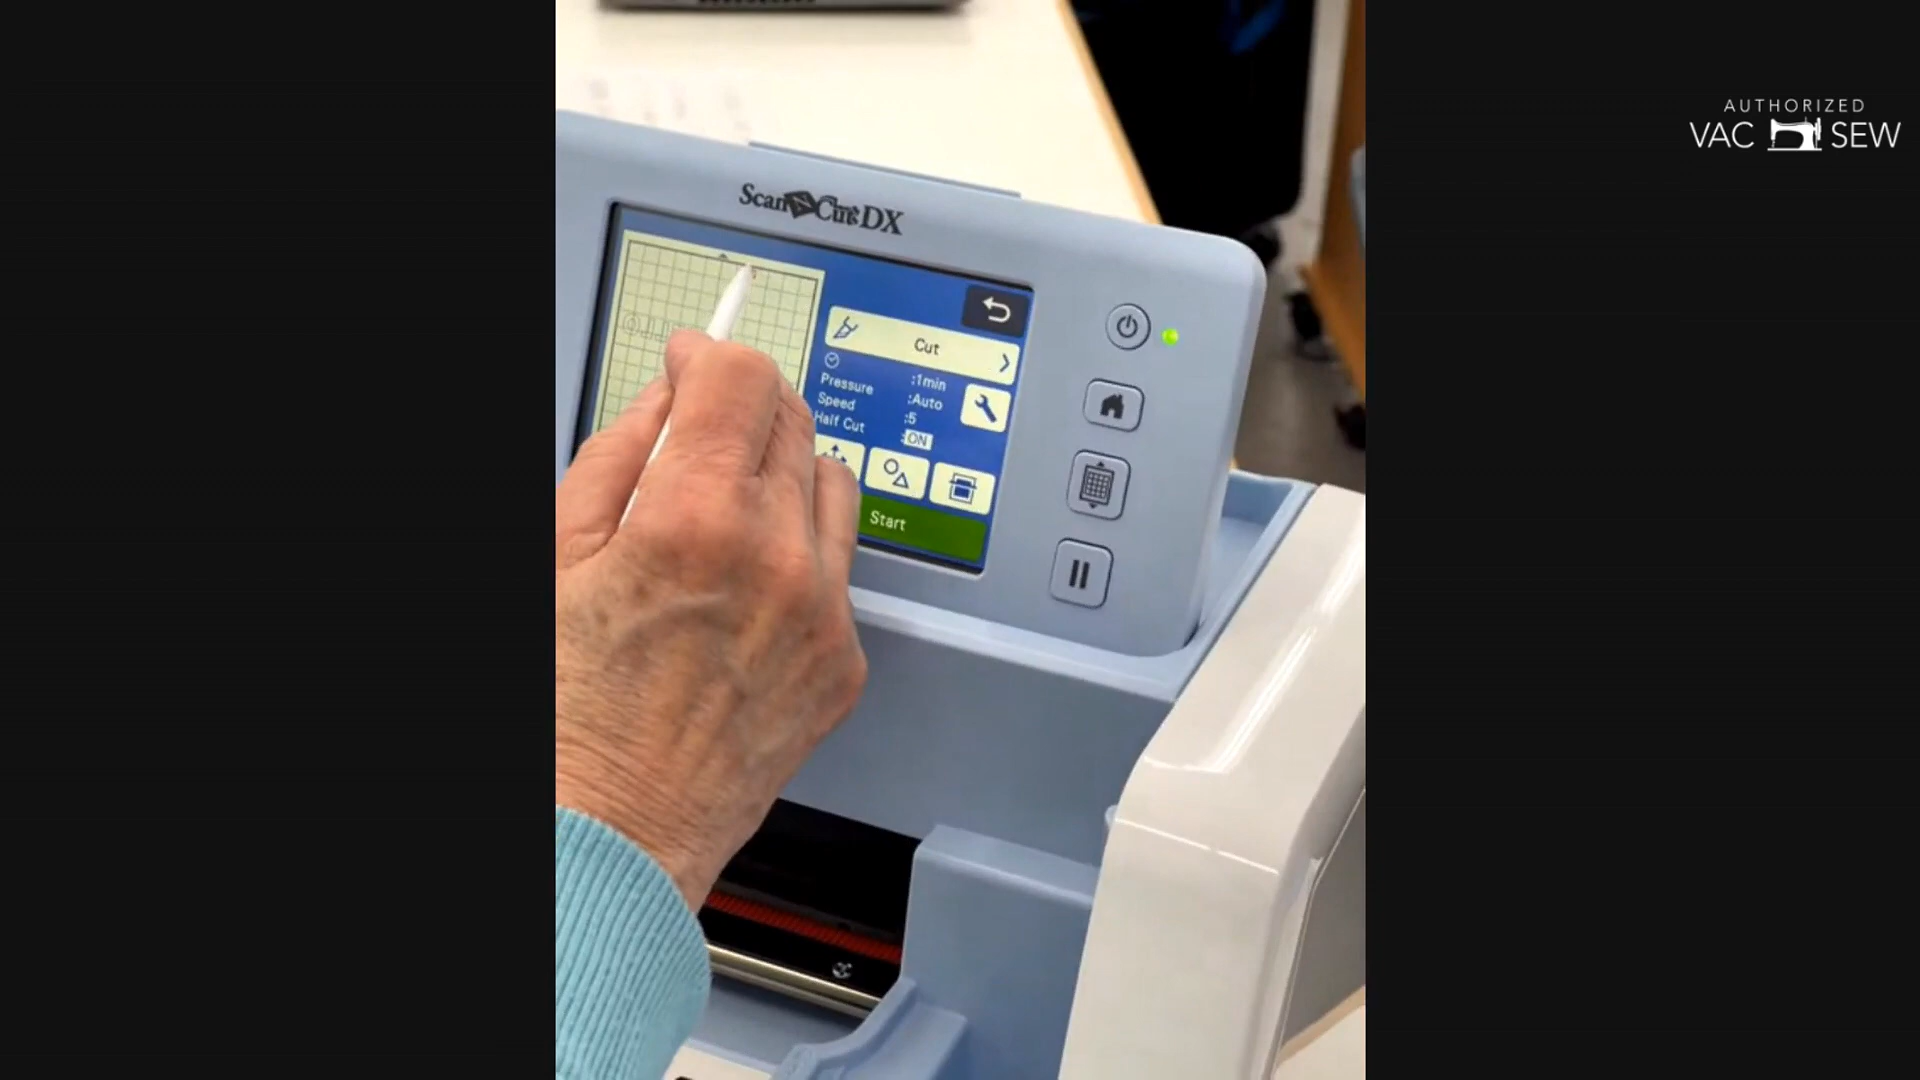 AUTHORIZED
VAC SEW
ScanNCut DX
Cut
:1min
Pressure :Auto
Speed :5
Half Cut :ON
Start